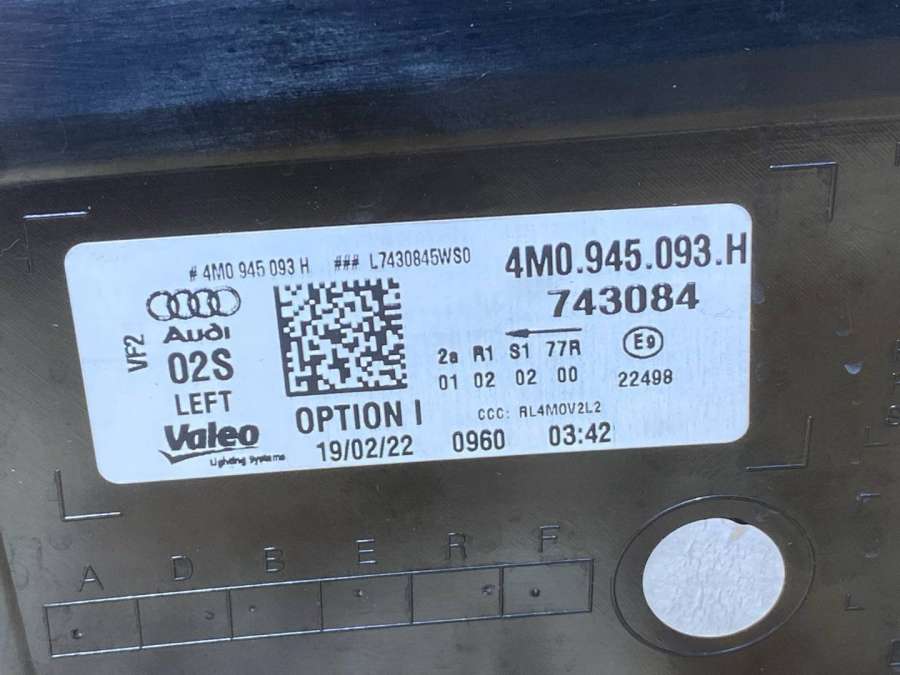 # 4M0 945 093 H ### L7430845WS0
4M0.945.093.H
743084
VF2
Audi
02S
LEFT
Valeo
Lighting Systems
OPTION I
19/02/22
2a R1 S1 77R
01 02 02 00
E9
22498
CCC: RL4M0V2L2
0960 03:42
A D B E R F